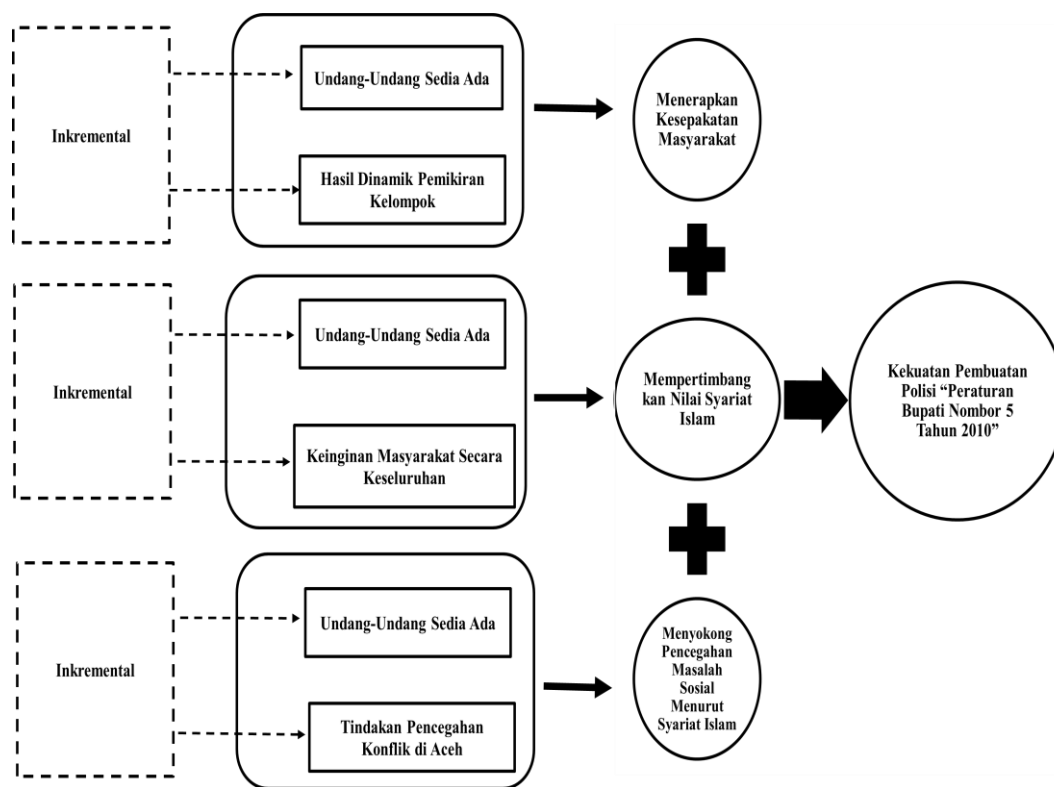 Inkremental
Undang-Undang Sedia Ada
Hasil Dinamik Pemikiran
Kelompok
Menerapkan
Kesepakatan
Masyarakat
Inkremental
Undang-Undang Sedia Ada
Keinginan Masyarakat Secara
Keseluruhan
Mempertimbang
kan Nilai Syariat
Islam
Kekuatan Pembuatan
Polisi “Peraturan
Bupati Nombor 5
Tahun 2010”
Inkremental
Undang-Undang Sedia Ada
Tindakan Pencegahan
Konflik di Aceh
Menyokong
Pencegahan
Masalah
Sosial
Menurut
Syariat Islam